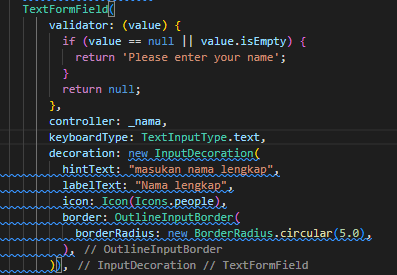 TextFormField(
validator: (value) {
if (value == null || value.isEmpty) {
return 'Please enter your name';
}
return null;
},
controller: _nama,
keyboardType: TextInputType.text,
decoration: new InputDecoration(
hintText: "masukan nama lengkap",
labelText: "Nama lengkap",
icon: Icon(Icons.people),
border: OutlineInputBorder(
borderRadius: new BorderRadius.circular(5.0),
), // OutlineInputBorder
)), // InputDecoration // TextFormField